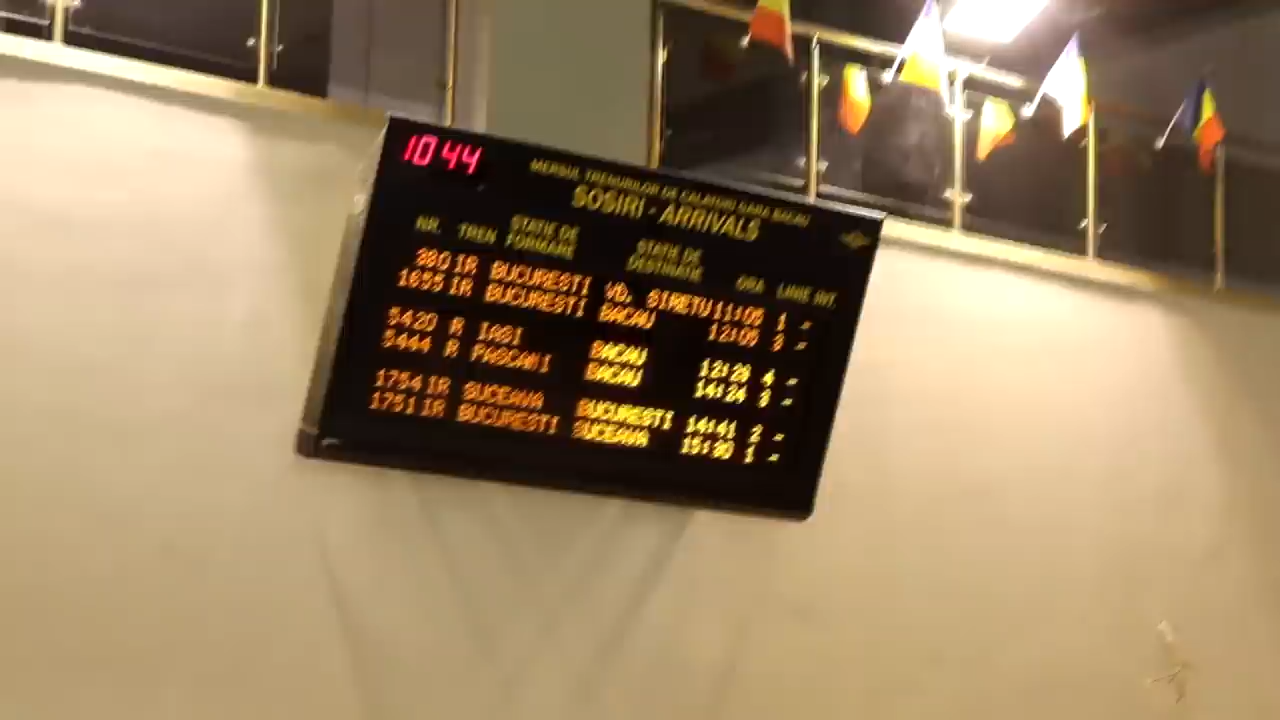 10 44
MERSUL TRENURILOR DE CALATORI GARA BACAU
SOSIRI - ARRIVALS
NR. TREN STATIE DE FORMARE STATIE DE DESTINATIE ORA LINIE INT.
380 IR BUCURESTI VD. SIRETU 11:05 1 -
1655 IR BUCURESTI BACAU 12:09 3 -
5420 R IASI BACAU 12:28 4 -
5444 R PASCANI BACAU 14:24 3 -
1754 IR SUCEAVA BUCURESTI 14:41 2 -
1751 IR BUCURESTI SUCEAVA 15:30 1 -